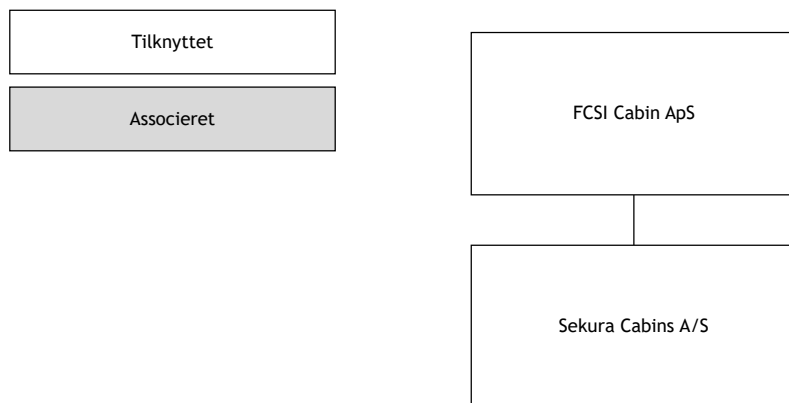 Tilknyttet
Associeret
FCSI Cabin ApS
Sekura Cabins A/S